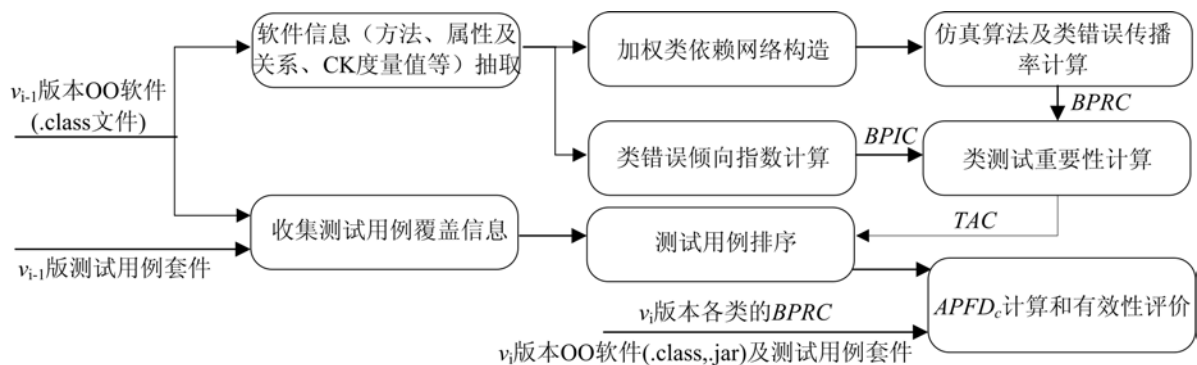 软件信息（方法、属性及
关系、CK度量值等）抽取
加权类依赖网络构造
仿真算法及类错误传播
率计算
v_{i-1}版本OO软件
(.class文件)
BPRC
类错误倾向指数计算
BPIC
类测试重要性计算
收集测试用例覆盖信息
测试用例排序
TAC
v_{i-1}版测试用例套件
v_i版本各类的BPRC
APFD_c计算和有效性评价
v_i版本OO软件(.class,.jar)及测试用例套件